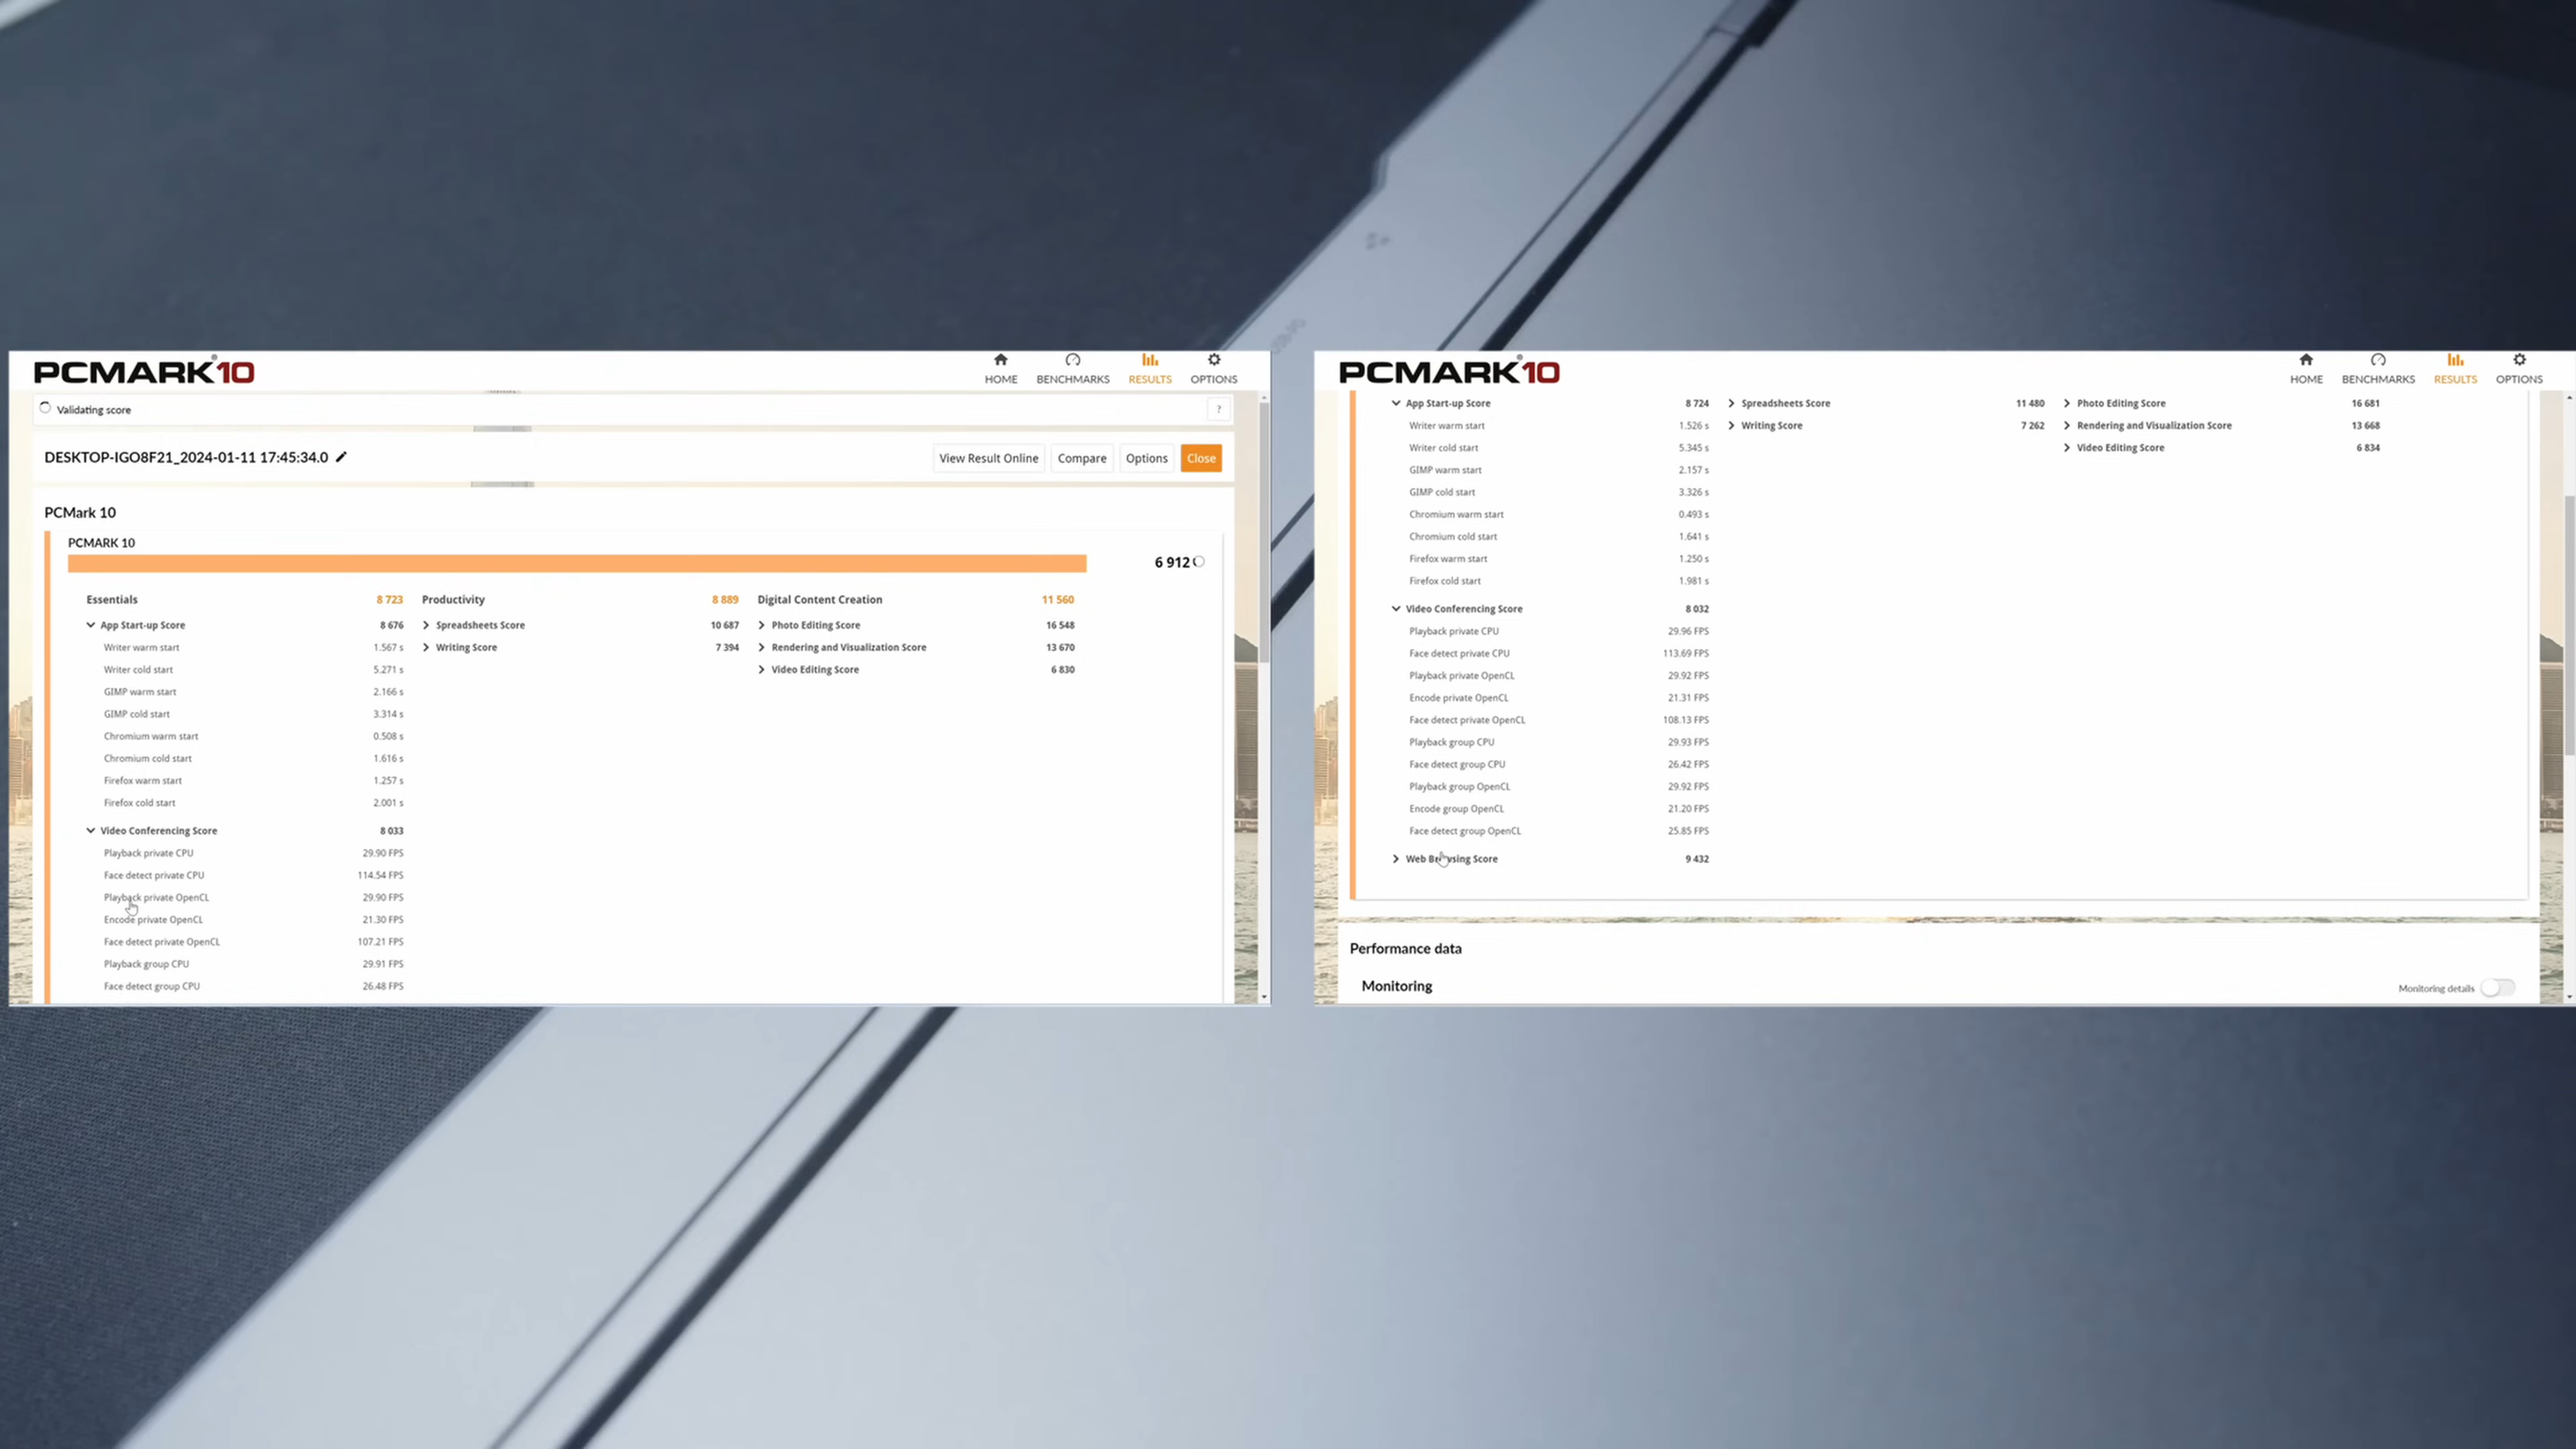 PCMARK 10
HOME BENCHMARKS RESULTS OPTIONS
Validating score
?
DESKTOP-IGO8F21_2024-01-11 17:45:34.0
View Result Online Compare Options Close
PCMark 10
PCMARK 10
6 912
Essentials 8 723 Productivity 8 889 Digital Content Creation 11 560
App Start-up Score 8 676 Spreadsheets Score 10 687 Photo Editing Score 16 548
Writer warm start 1.567 s Writing Score 7 394 Rendering and Visualization Score 13 670
Writer cold start 5.271 s Video Editing Score 6 830
GIMP warm start 2.166 s
GIMP cold start 3.314 s
Chromium warm start 0.508 s
Chromium cold start 1.616 s
Firefox warm start 1.257 s
Firefox cold start 2.001 s
Video Conferencing Score 8 033
Playback private CPU 29.90 FPS
Face detect private CPU 114.54 FPS
Playback private OpenCL 29.90 FPS
Encode private OpenCL 21.30 FPS
Face detect private OpenCL 107.21 FPS
Playback group CPU 29.91 FPS
Face detect group CPU 26.48 FPS
PCMARK 10
HOME BENCHMARKS RESULTS OPTIONS
App Start-up Score 8 724 Spreadsheets Score 11 480 Photo Editing Score 16 681
Writer warm start 1.526 s Writing Score 7 262 Rendering and Visualization Score 13 668
Writer cold start 5.345 s Video Editing Score 6 834
GIMP warm start 2.157 s
GIMP cold start 3.326 s
Chromium warm start 0.493 s
Chromium cold start 1.641 s
Firefox warm start 1.250 s
Firefox cold start 1.981 s
Video Conferencing Score 8 032
Playback private CPU 29.96 FPS
Face detect private CPU 113.69 FPS
Playback private OpenCL 29.92 FPS
Encode private OpenCL 21.31 FPS
Face detect private OpenCL 108.13 FPS
Playback group CPU 29.93 FPS
Face detect group CPU 26.42 FPS
Playback group OpenCL 29.92 FPS
Encode group OpenCL 21.20 FPS
Face detect group OpenCL 25.85 FPS
Web Browsing Score 9 432
Performance data
Monitoring
Monitoring details